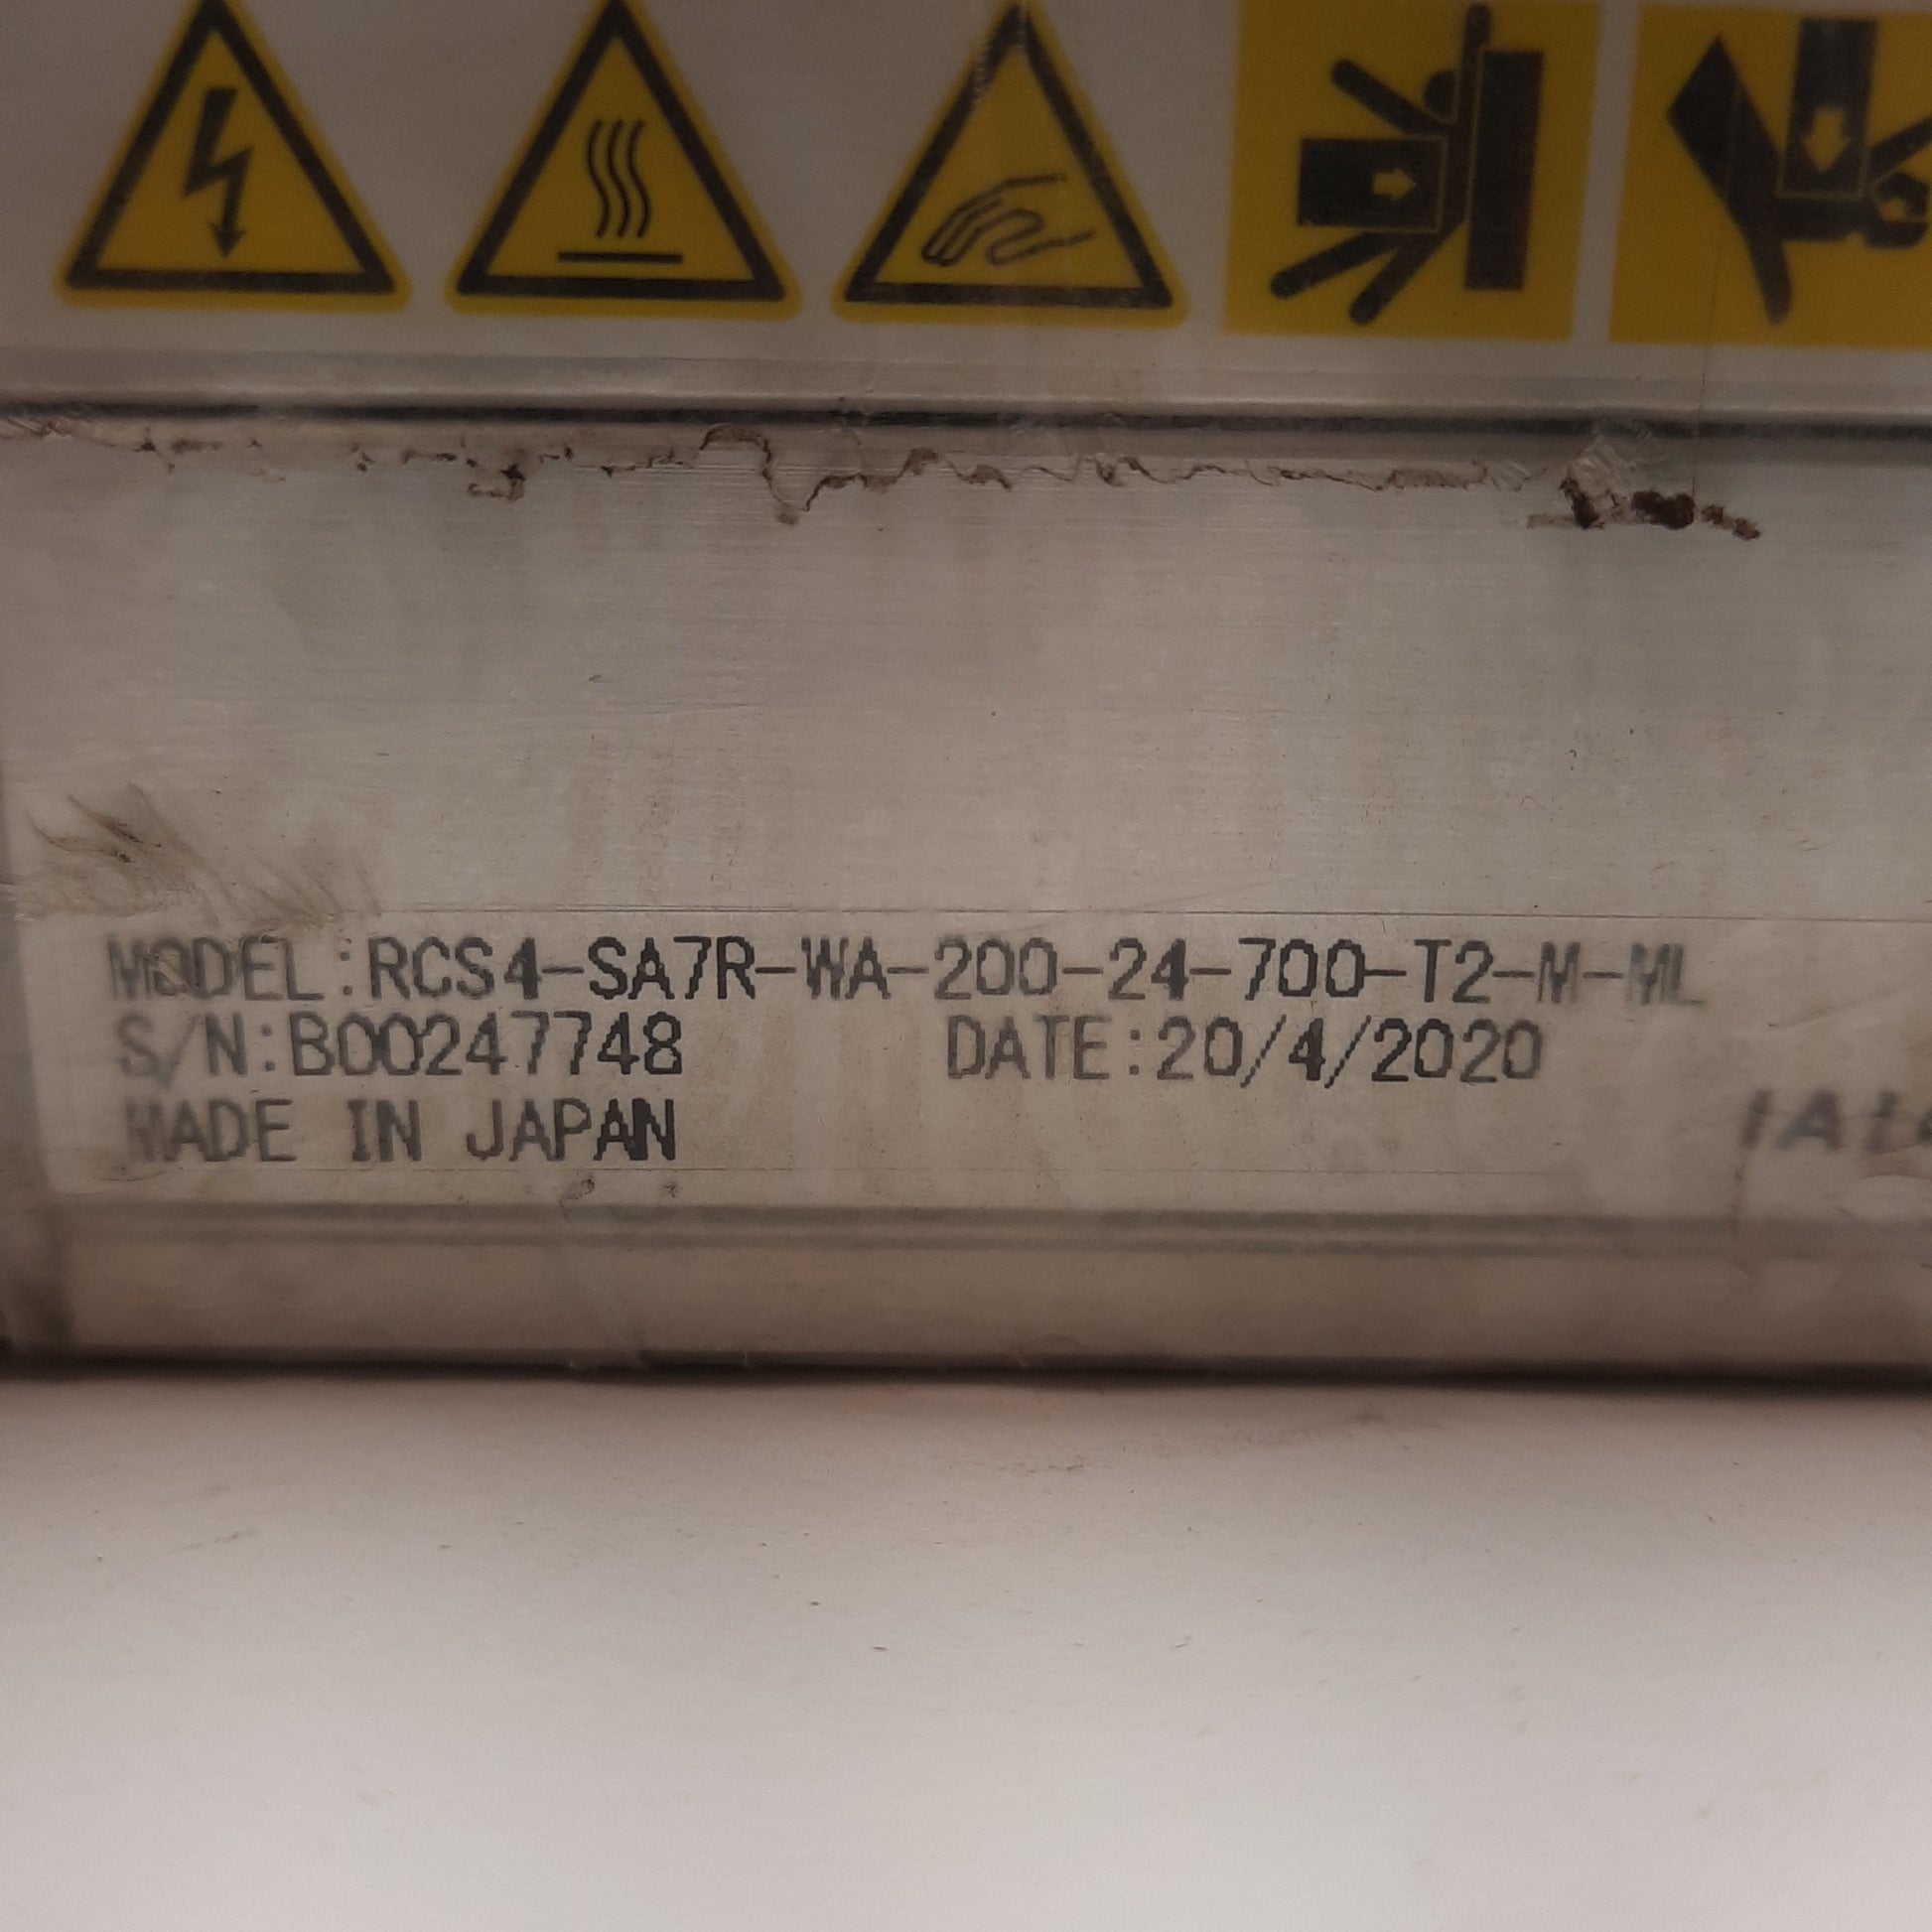 MODEL:RCS4-SA7R-WA-200-24-700-T2-M-ML
S/N:B00247748 DATE:20/4/2020
MADE IN JAPAN